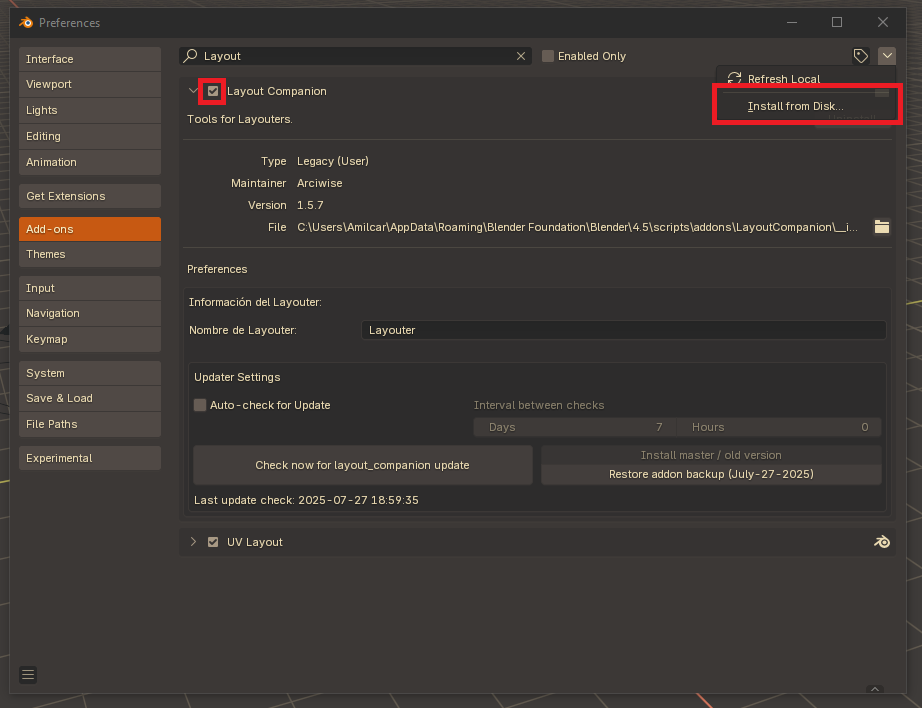 Preferences
Interface
Viewport
Lights
Editing
Animation
Get Extensions
Add-ons
Themes
Input
Navigation
Keymap
System
Save & Load
File Paths
Experimental
Layout
Enabled Only
Refresh Local
Install from Disk...
Layout Companion
Uninstall
Tools for Layouters.
Type Legacy (User)
Maintainer Arciwise
Version 1.5.7
File C:\Users\Amilcar\AppData\Roaming\Blender Foundation\Blender\4.5\scripts\addons\LayoutCompanion\__i...
Preferences
Información del Layouter:
Nombre de Layouter: Layouter
Updater Settings
Auto-check for Update
Interval between checks
Days 7 Hours 0
Check now for layout_companion update
Install master / old version
Restore addon backup (July-27-2025)
Last update check: 2025-07-27 18:59:35
UV Layout